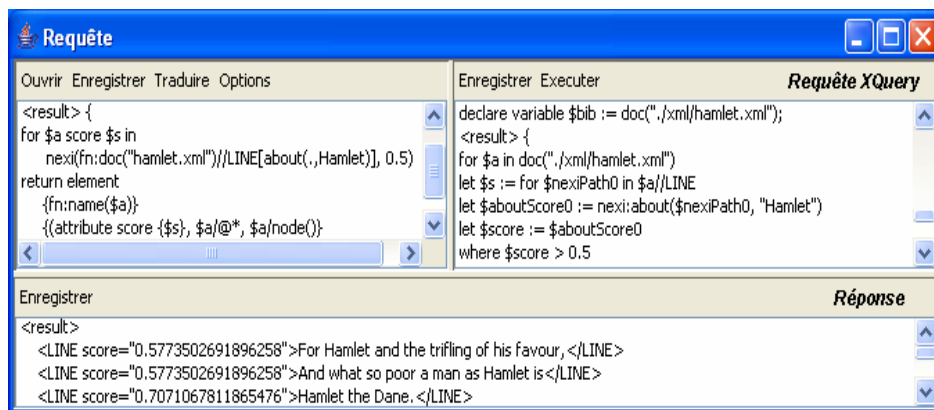 Requête
Ouvrir Enregistrer Traduire Options
<result> {
for $a score $s in
nexi(fn:doc("hamlet.xml")//LINE[about(.,Hamlet)], 0.5)
return element
{fn:name($a)}
{(attribute score {$s}, $a/@*, $a/node()}
Enregistrer Executer Requête XQuery
declare variable $bib := doc("./xml/hamlet.xml");
<result> {
for $a in doc("./xml/hamlet.xml")
let $s := for $nexiPath0 in $a//LINE
let $aboutScore0 := nexi:about($nexiPath0, "Hamlet")
let $score := $aboutScore0
where $score > 0.5
Enregistrer Réponse
<result>
<LINE score="0.5773502691896258">For Hamlet and the trifling of his favour,</LINE>
<LINE score="0.5773502691896258">And what so poor a man as Hamlet is</LINE>
<LINE score="0.7071067811865476">Hamlet the Dane.</LINE>